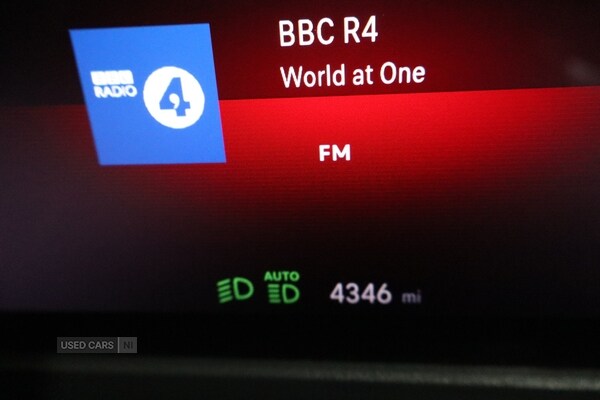 BBC
RADIO
4
BBC R4
World at One
FM
AUTO
4346 mi
USED CARS NI